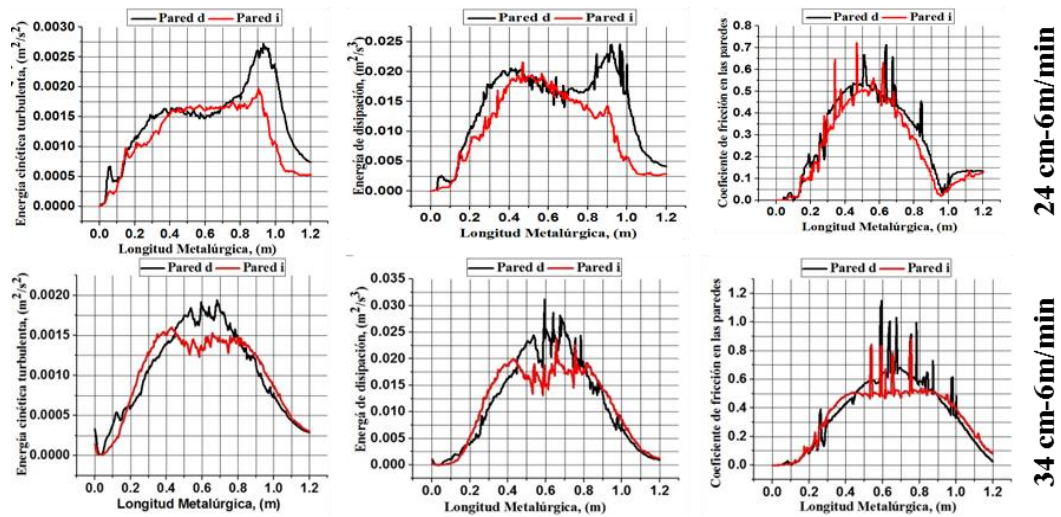 Pared d Pared i
Energía cinética turbulenta, (m²/s²)
0.0030
0.0025
0.0020
0.0015
0.0010
0.0005
0.0000
0.0 0.2 0.4 0.6 0.8 1.0 1.2
Longitud Metalúrgica, (m)
Pared d Pared i
Energía de disipación, (m²/s³)
0.025
0.020
0.015
0.010
0.005
0.000
0.0 0.2 0.4 0.6 0.8 1.0 1.2
Longitud Metalúrgica, (m)
Pared d Pared i
Coeficiente de fricción en las paredes
0.8
0.7
0.6
0.5
0.4
0.3
0.2
0.1
0.0
0.0 0.2 0.4 0.6 0.8 1.0 1.2
Longitud Metalúrgica, (m)
24 cm-6m/min
Pared d Pared i
Energía cinética turbulenta, (m²/s²)
0.0020
0.0015
0.0010
0.0005
0.0000
0.0 0.2 0.4 0.6 0.8 1.0 1.2
Longitud Metalúrgica, (m)
Pared d Pared i
Energá de disipación, (m²/s³)
0.035
0.030
0.025
0.020
0.015
0.010
0.005
0.000
0.0 0.2 0.4 0.6 0.8 1.0 1.2
Longitud Metalúrgica, (m)
Pared d Pared i
Coeficiente de fricción en las paredes
1.2
1.0
0.8
0.6
0.4
0.2
0.0
0.0 0.2 0.4 0.6 0.8 1.0 1.2
Longitud Metalúrgica, (m)
34 cm-6m/min